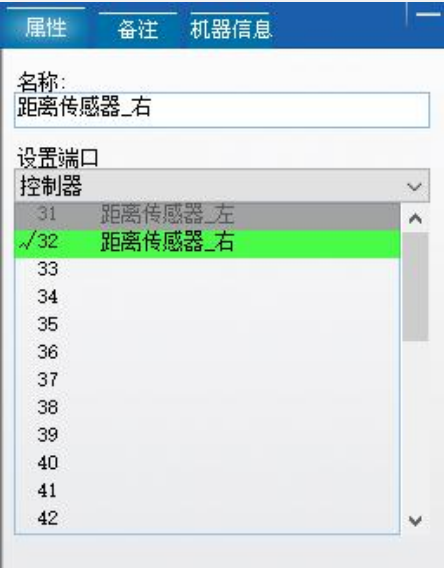 属性 备注 机器信息
名称:
距离传感器_右
设置端口
控制器
31 距离传感器_左
√32 距离传感器_右
33
34
35
36
37
38
39
40
41
42